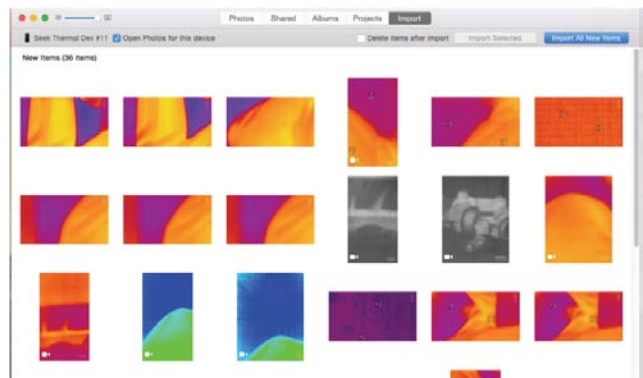 Photos Shared Albums Projects Import
Seek Thermal Dev #11 Open Photos for this device Delete items after import Import Selected Import All New Items
New Items (36 items)